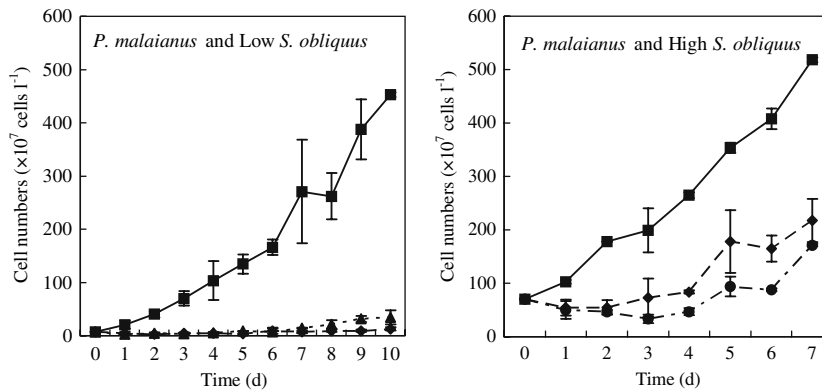 P. malaianus and Low S. obliquus
Cell numbers (×10⁷ cells l⁻¹)
600
500
400
300
200
100
0
0 1 2 3 4 5 6 7 8 9 10
Time (d)
P. malaianus and High S. obliquus
Cell numbers (×10⁷ cells l⁻¹)
600
500
400
300
200
100
0
0 1 2 3 4 5 6 7
Time (d)